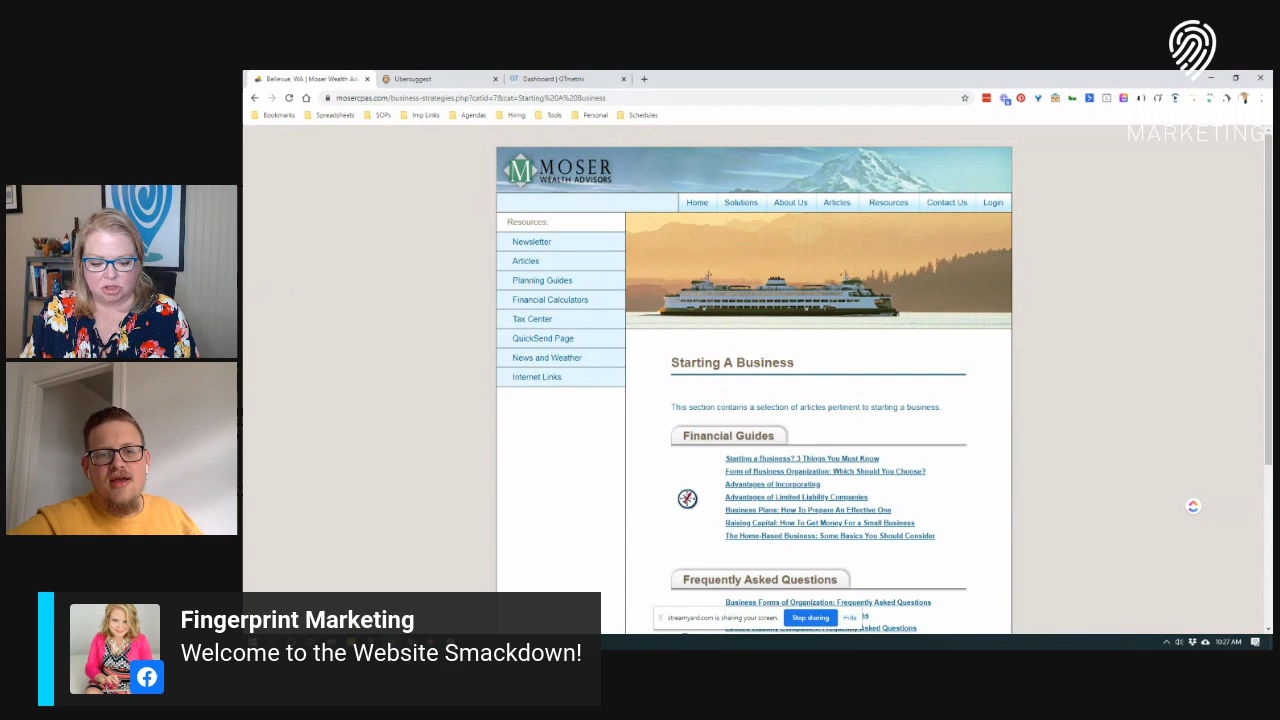 Bellevue, WA | Moser Wealth Adv
Ubersuggest
Dashboard | GTmetrix
mosercpas.com/business-strategies.php?catid=7&cat=Starting%20A%20Business
Bookmarks
Spreadsheets
SOPs
Imp Links
Agendas
Hiring
Tools
Personal
Schedules
MARKETING
M MOSER
WEALTH ADVISORS
Home
Solutions
About Us
Articles
Resources
Contact Us
Login
Resources:
Newsletter
Articles
Planning Guides
Financial Calculators
Tax Center
QuickSend Page
News and Weather
Internet Links
Starting A Business
This section contains a selection of articles pertinent to starting a business.
Financial Guides
Starting a Business? 3 Things You Must Know
Form of Business Organization: Which Should You Choose?
Advantages of Incorporating
Advantages of Limited Liability Companies
Business Plans: How To Prepare An Effective One
Raising Capital: How To Get Money For a Small Business
The Home-Based Business: Some Basics You Should Consider
Frequently Asked Questions
Business Forms of Organization: Frequently Asked Questions
streamyard.com is sharing your screen.
Stop sharing
Hide
Limited Liability Companies: Frequently Asked Questions
10:27 AM
Fingerprint Marketing
Welcome to the Website Smackdown!